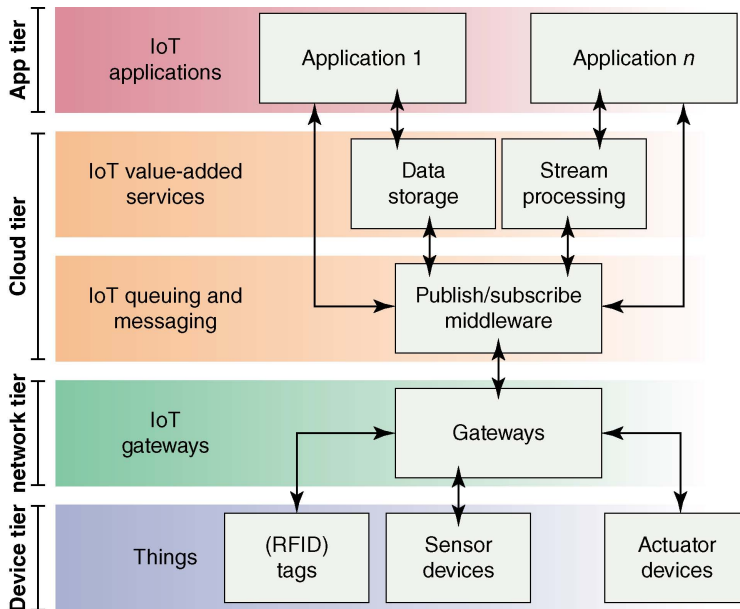 App tier
IoT
applications
Application 1
Application n
Cloud tier
IoT value-added
services
Data
storage
Stream
processing
IoT queuing and
messaging
Publish/subscribe
middleware
network tier
IoT
gateways
Gateways
Device tier
Things
(RFID)
tags
Sensor
devices
Actuator
devices